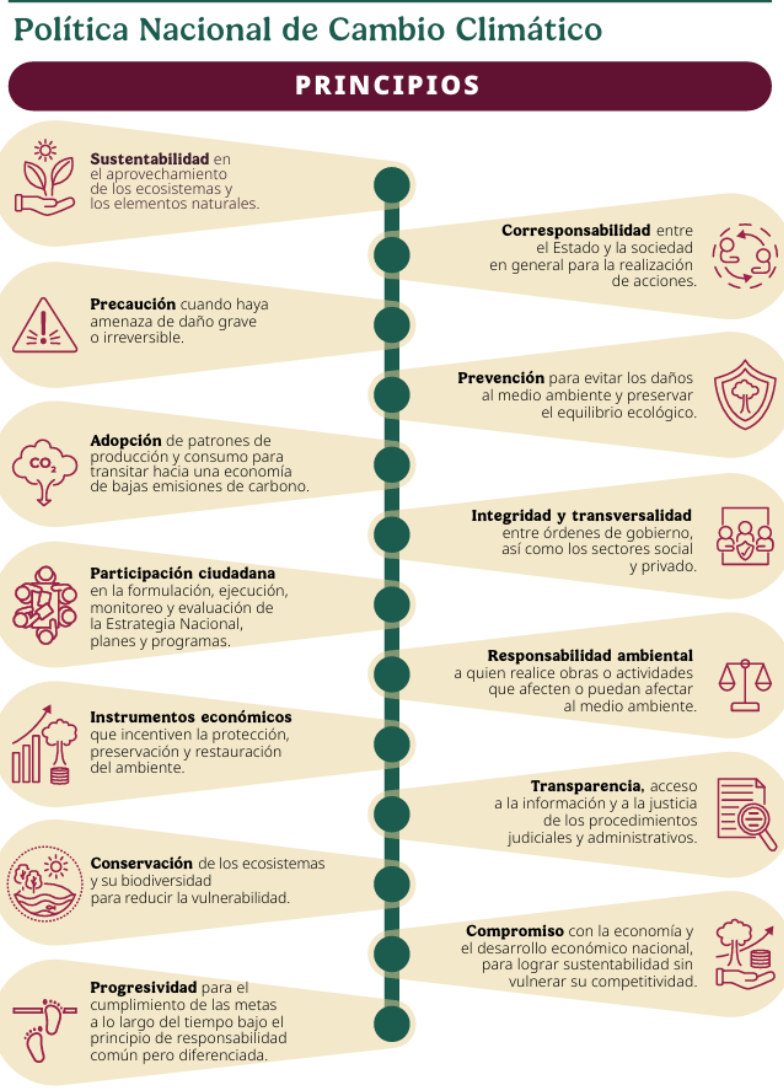 Política Nacional de Cambio Climático
PRINCIPIOS
Sustentabilidad en
el aprovechamiento
de los ecosistemas y
los elementos naturales.
Corresponsabilidad entre
el Estado y la sociedad
en general para la realización
de acciones.
Precaución cuando haya
amenaza de daño grave
o irreversible.
Prevención para evitar los daños
al medio ambiente y preservar
el equilibrio ecológico.
CO2
Adopción de patrones de
producción y consumo para
transitar hacia una economía
de bajas emisiones de carbono.
Integridad y transversalidad
entre órdenes de gobierno,
así como los sectores social
y privado.
Participación ciudadana
en la formulación, ejecución,
monitoreo y evaluación de
la Estrategia Nacional,
planes y programas.
Responsabilidad ambiental
a quien realice obras o actividades
que afecten o puedan afectar
al medio ambiente.
Instrumentos económicos
que incentiven la protección,
preservación y restauración
del ambiente.
Transparencia, acceso
a la información y a la justicia
de los procedimientos
judiciales y administrativos.
Conservación de los ecosistemas
y su biodiversidad
para reducir la vulnerabilidad.
Compromiso con la economía y
el desarrollo económico nacional,
para lograr sustentabilidad sin
vulnerar su competitividad.
Progresividad para el
cumplimiento de las metas
a lo largo del tiempo bajo el
principio de responsabilidad
común pero diferenciada.